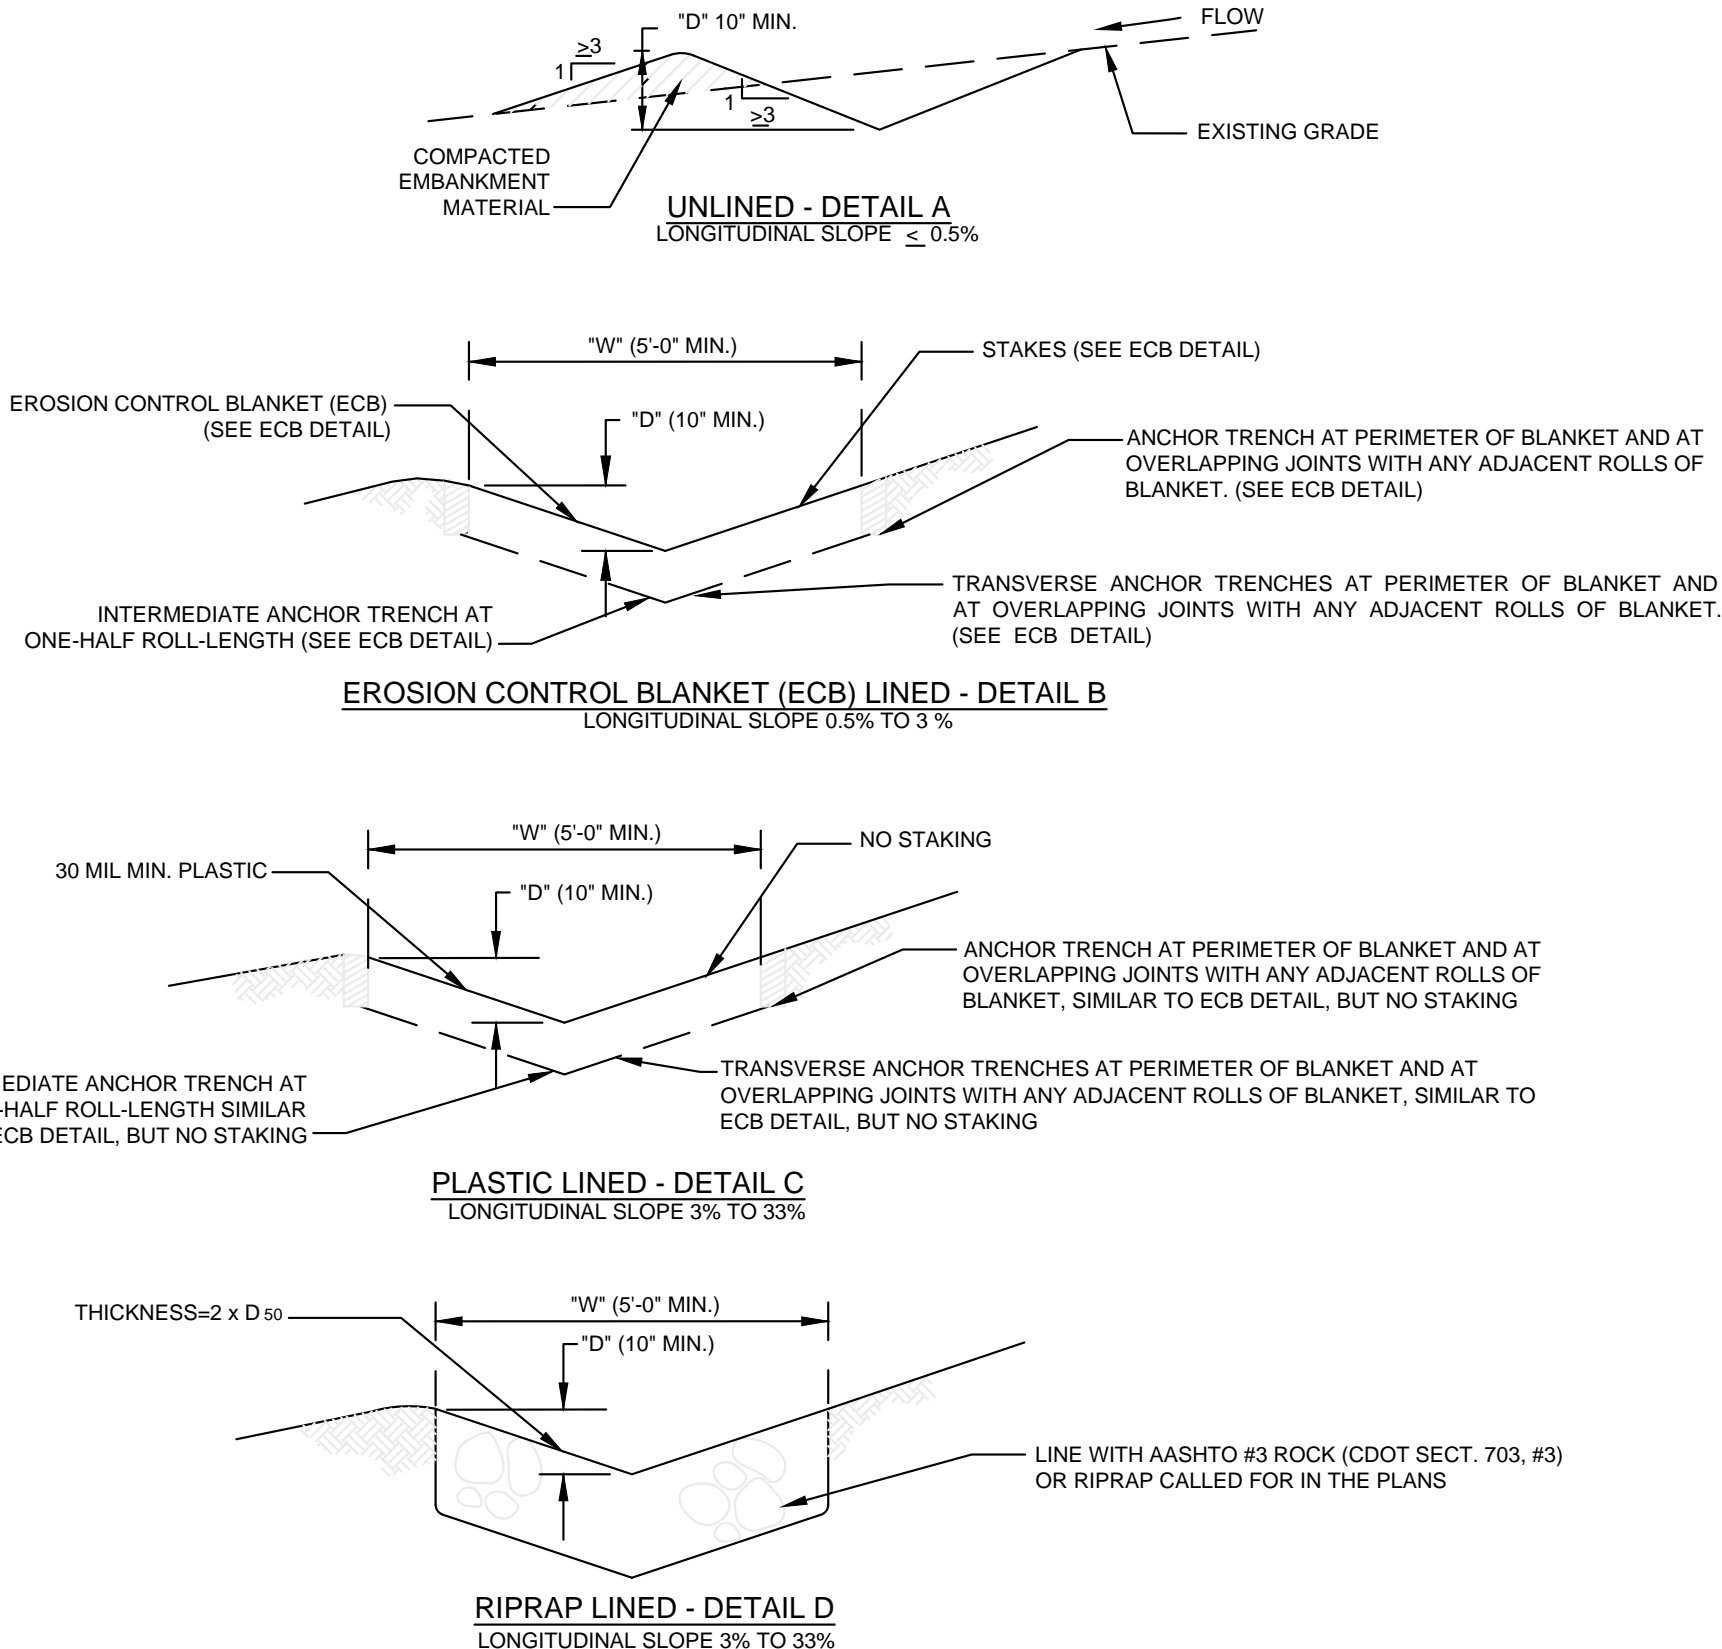 "D" 10" MIN.
FLOW
≥3
1
1
≥3
EXISTING GRADE
COMPACTED
EMBANKMENT
MATERIAL
UNLINED - DETAIL A
LONGITUDINAL SLOPE ≤ 0.5%
"W" (5'-0" MIN.)
STAKES (SEE ECB DETAIL)
EROSION CONTROL BLANKET (ECB)
(SEE ECB DETAIL)
"D" (10" MIN.)
ANCHOR TRENCH AT PERIMETER OF BLANKET AND AT
OVERLAPPING JOINTS WITH ANY ADJACENT ROLLS OF
BLANKET. (SEE ECB DETAIL)
INTERMEDIATE ANCHOR TRENCH AT
ONE-HALF ROLL-LENGTH (SEE ECB DETAIL)
TRANSVERSE ANCHOR TRENCHES AT PERIMETER OF BLANKET AND
AT OVERLAPPING JOINTS WITH ANY ADJACENT ROLLS OF BLANKET.
(SEE ECB DETAIL)
EROSION CONTROL BLANKET (ECB) LINED - DETAIL B
LONGITUDINAL SLOPE 0.5% TO 3 %
"W" (5'-0" MIN.)
NO STAKING
30 MIL MIN. PLASTIC
"D" (10" MIN.)
ANCHOR TRENCH AT PERIMETER OF BLANKET AND AT
OVERLAPPING JOINTS WITH ANY ADJACENT ROLLS OF
BLANKET, SIMILAR TO ECB DETAIL, BUT NO STAKING
EDIATE ANCHOR TRENCH AT
-HALF ROLL-LENGTH SIMILAR
ECB DETAIL, BUT NO STAKING
TRANSVERSE ANCHOR TRENCHES AT PERIMETER OF BLANKET AND AT
OVERLAPPING JOINTS WITH ANY ADJACENT ROLLS OF BLANKET, SIMILAR TO
ECB DETAIL, BUT NO STAKING
PLASTIC LINED - DETAIL C
LONGITUDINAL SLOPE 3% TO 33%
THICKNESS=2 x D 50
"W" (5'-0" MIN.)
"D" (10" MIN.)
LINE WITH AASHTO #3 ROCK (CDOT SECT. 703, #3)
OR RIPRAP CALLED FOR IN THE PLANS
RIPRAP LINED - DETAIL D
LONGITUDINAL SLOPE 3% TO 33%